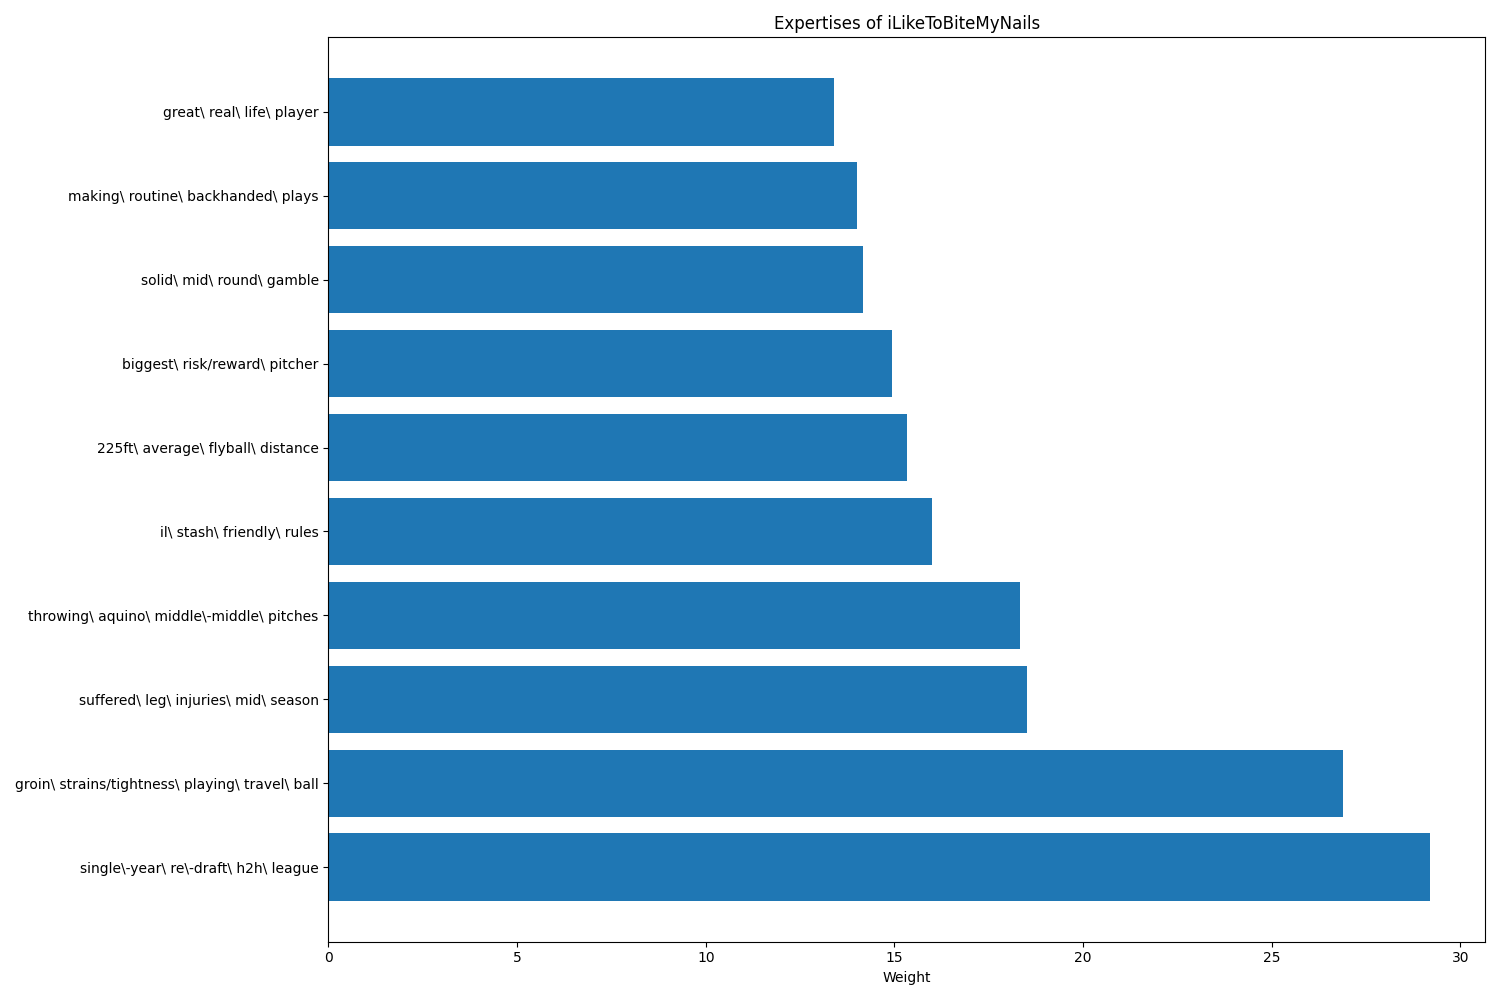 Expertises of iLikeToBiteMyNails
great\ real\ life\ player
making\ routine\ backhanded\ plays
solid\ mid\ round\ gamble
biggest\ risk/reward\ pitcher
225ft\ average\ flyball\ distance
il\ stash\ friendly\ rules
throwing\ aquino\ middle\-middle\ pitches
suffered\ leg\ injuries\ mid\ season
groin\ strains/tightness\ playing\ travel\ ball
single\-year\ re\-draft\ h2h\ league
0 5 10 15 20 25 30
Weight